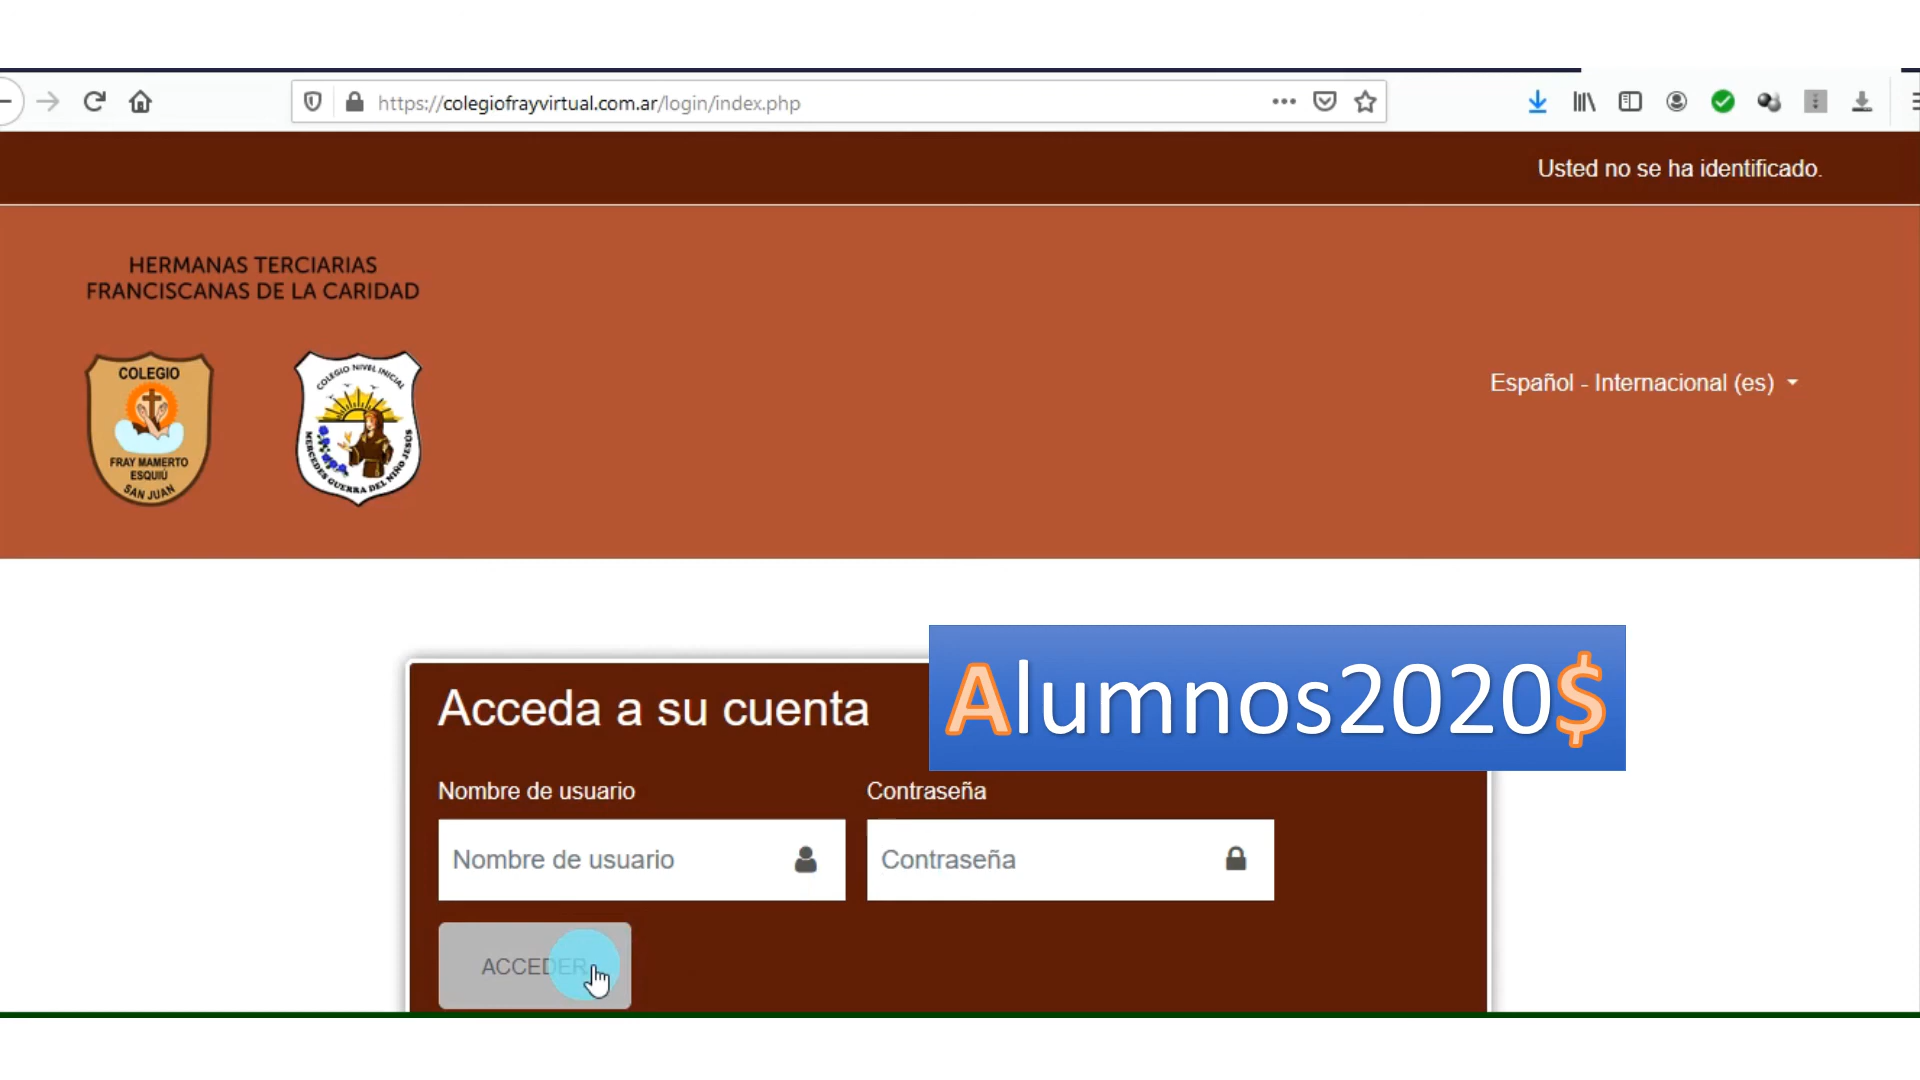 https://colegiofrayvirtual.com.ar/login/index.php
Usted no se ha identificado.
HERMANAS TERCIARIAS
FRANCISCANAS DE LA CARIDAD
COLEGIO
FRAY MAMERTO
ESQUIÚ
SAN JUAN
COLEGIO NIVEL INICIAL
MERCEDES GUERRA DEL NIÑO JESÚS
Español - Internacional (es)
Acceda a su cuenta
Alumnos2020$
Nombre de usuario
Contraseña
Nombre de usuario
Contraseña
ACCEDER